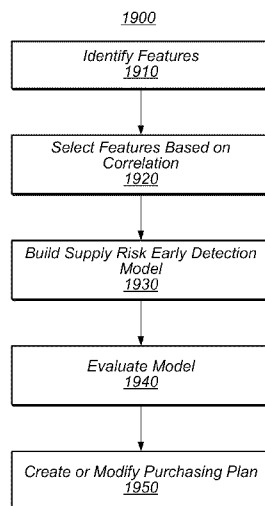 1900
Identify Features
1910
Select Features Based on
Correlation
1920
Build Supply Risk Early Detection
Model
1930
Evaluate Model
1940
Create or Modify Purchasing Plan
1950